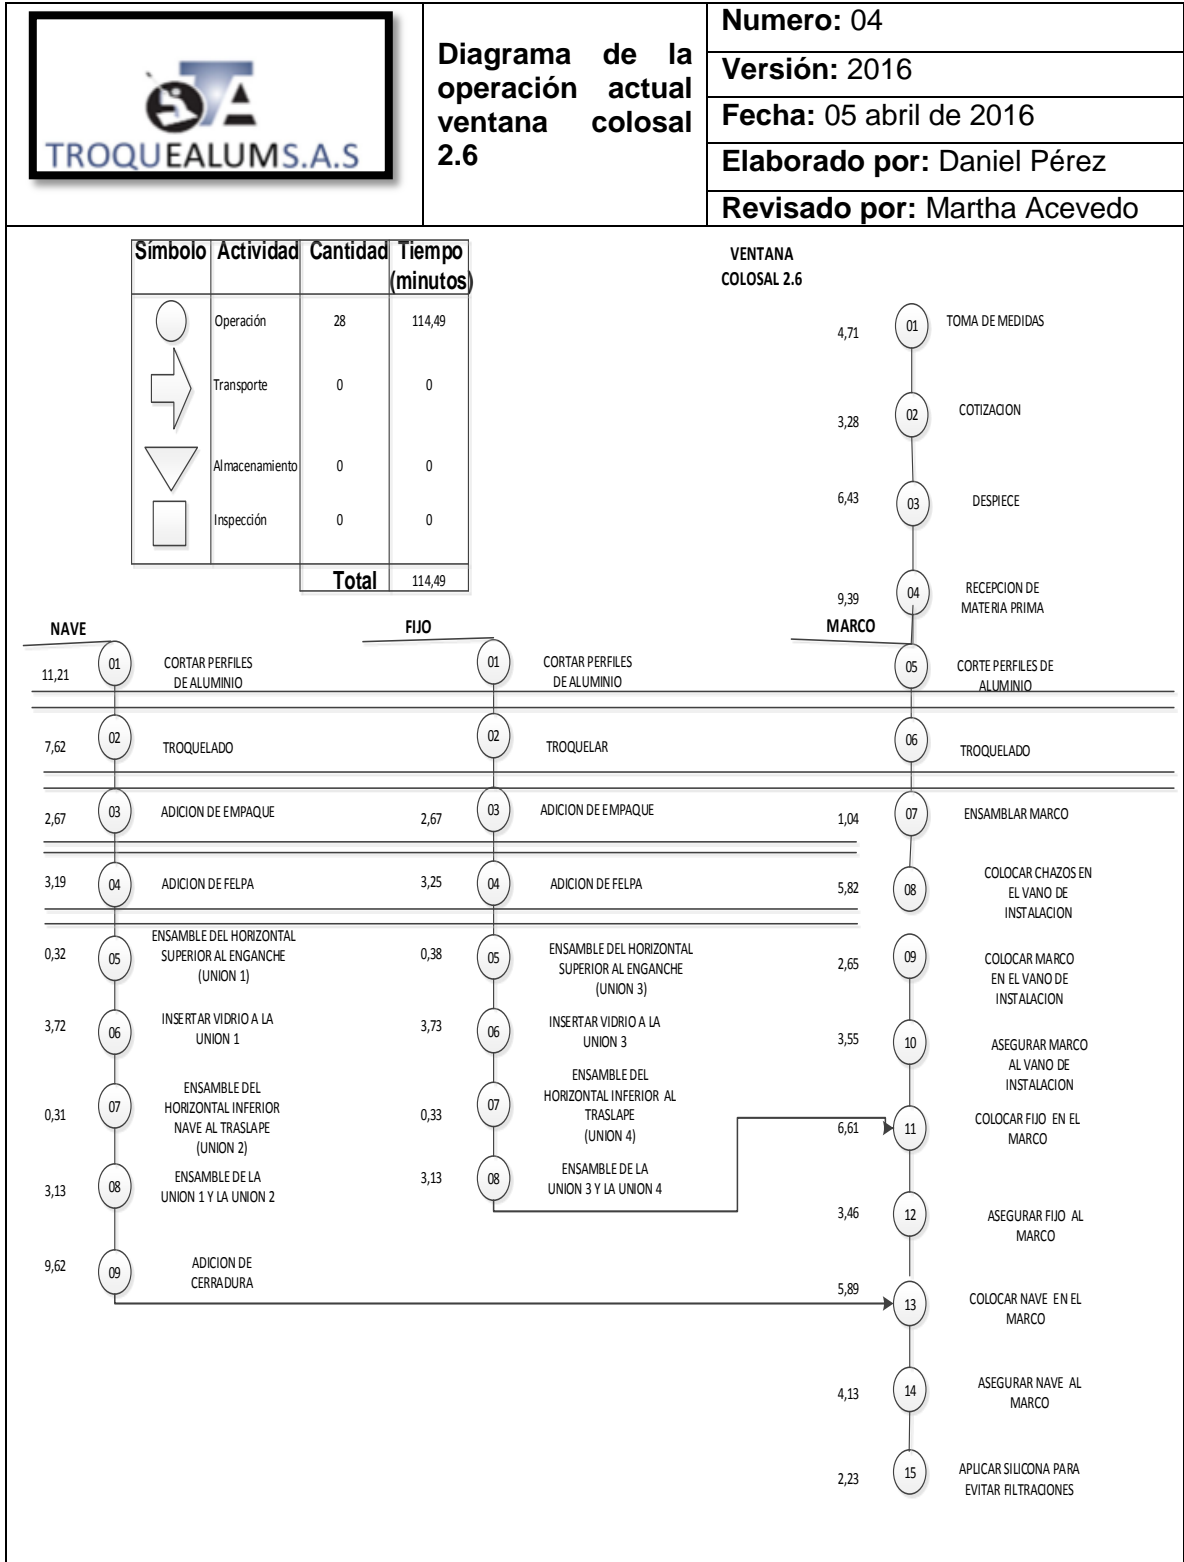 TROQUEALUM S.A.S
Diagrama de la
operación actual
ventana colosal
2.6
Numero: 04
Versión: 2016
Fecha: 05 abril de 2016
Elaborado por: Daniel Pérez
Revisado por: Martha Acevedo
Símbolo Actividad Cantidad Tiempo
(minutos)
Operación 28 114,49
Transporte 0 0
Almacenamiento 0 0
Inspección 0 0
Total 114,49
VENTANA
COLOSAL 2.6
4,71 01 TOMA DE MEDIDAS
3,28 02 COTIZACION
6,43 03 DESPIECE
9,39 04 RECEPCION DE
MATERIA PRIMA
NAVE
11,21 01 CORTAR PERFILES
DE ALUMINIO
7,62 02 TROQUELADO
2,67 03 ADICION DE EMPAQUE
3,19 04 ADICION DE FELPA
0,32 05 ENSAMBLE DEL HORIZONTAL
SUPERIOR AL ENGANCHE
(UNION 1)
3,72 06 INSERTAR VIDRIO A LA
UNION 1
0,31 07 ENSAMBLE DEL
HORIZONTAL INFERIOR
NAVE AL TRASLAPE
(UNION 2)
3,13 08 ENSAMBLE DE LA
UNION 1 Y LA UNION 2
9,62 09 ADICION DE
CERRADURA
FIJO
01 CORTAR PERFILES
DE ALUMINIO
02 TROQUELAR
2,67 03 ADICION DE EMPAQUE
3,25 04 ADICION DE FELPA
0,38 05 ENSAMBLE DEL HORIZONTAL
SUPERIOR AL ENGANCHE
(UNION 3)
3,73 06 INSERTAR VIDRIO A LA
UNION 3
0,33 07 ENSAMBLE DEL
HORIZONTAL INFERIOR AL
TRASLAPE
(UNION 4)
3,13 08 ENSAMBLE DE LA
UNION 3 Y LA UNION 4
MARCO
05 CORTE PERFILES DE
ALUMINIO
06 TROQUELADO
1,04 07 ENSAMBLAR MARCO
5,82 08 COLOCAR CHAZOS EN
EL VANO DE
INSTALACION
2,65 09 COLOCAR MARCO
EN EL VANO DE
INSTALACION
3,55 10 ASEGURAR MARCO
AL VANO DE
INSTALACION
6,61 11 COLOCAR FIJO EN EL
MARCO
3,46 12 ASEGURAR FIJO AL
MARCO
5,89 13 COLOCAR NAVE EN EL
MARCO
4,13 14 ASEGURAR NAVE AL
MARCO
2,23 15 APLICAR SILICONA PARA
EVITAR FILTRACIONES